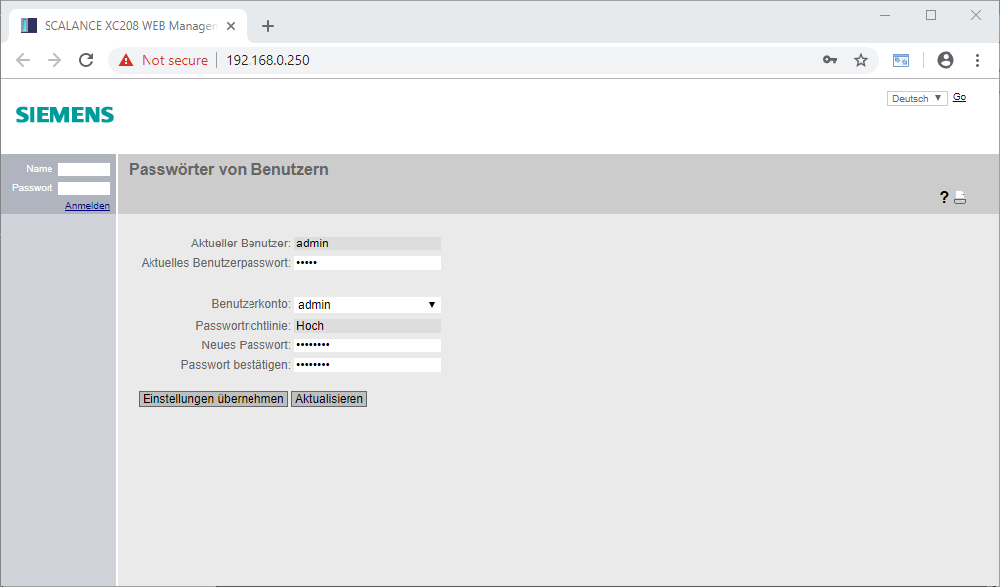 SCALANCE XC208 WEB Manager
Not secure
192.168.0.250
SIEMENS
Deutsch
Go
Name
Passwort
Anmelden
Passwörter von Benutzern
?
Aktueller Benutzer: admin
Aktuelles Benutzerpasswort: •••••
Benutzerkonto: admin
Passwortrichtlinie: Hoch
Neues Passwort: ••••••••
Passwort bestätigen: ••••••••
Einstellungen übernehmen Aktualisieren